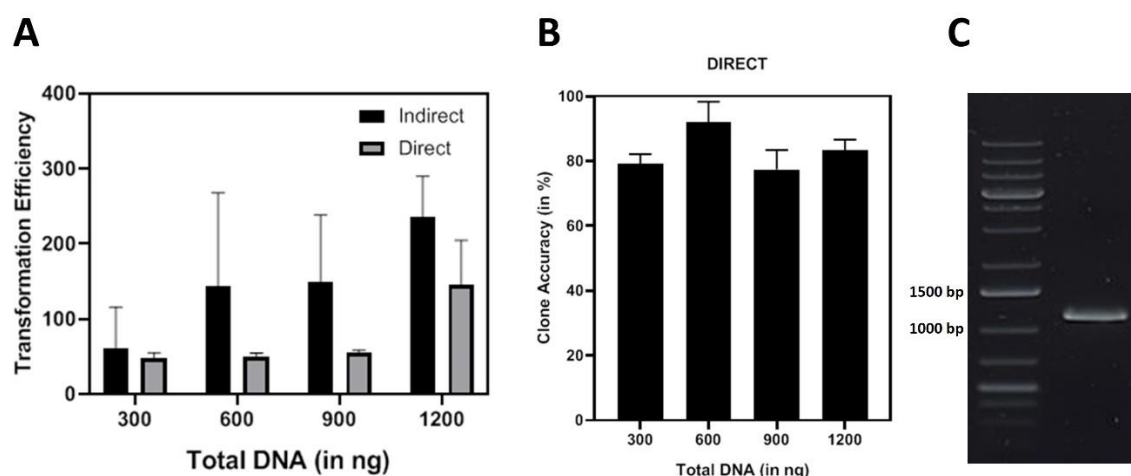 A
Transformation Efficiency
400
300
200
100
0
Indirect
Direct
300 600 900 1200
Total DNA (in ng)
B
DIRECT
Clone Accuracy (in %)
100
80
60
40
20
0
300 600 900 1200
Total DNA (in ng)
C
1500 bp
1000 bp